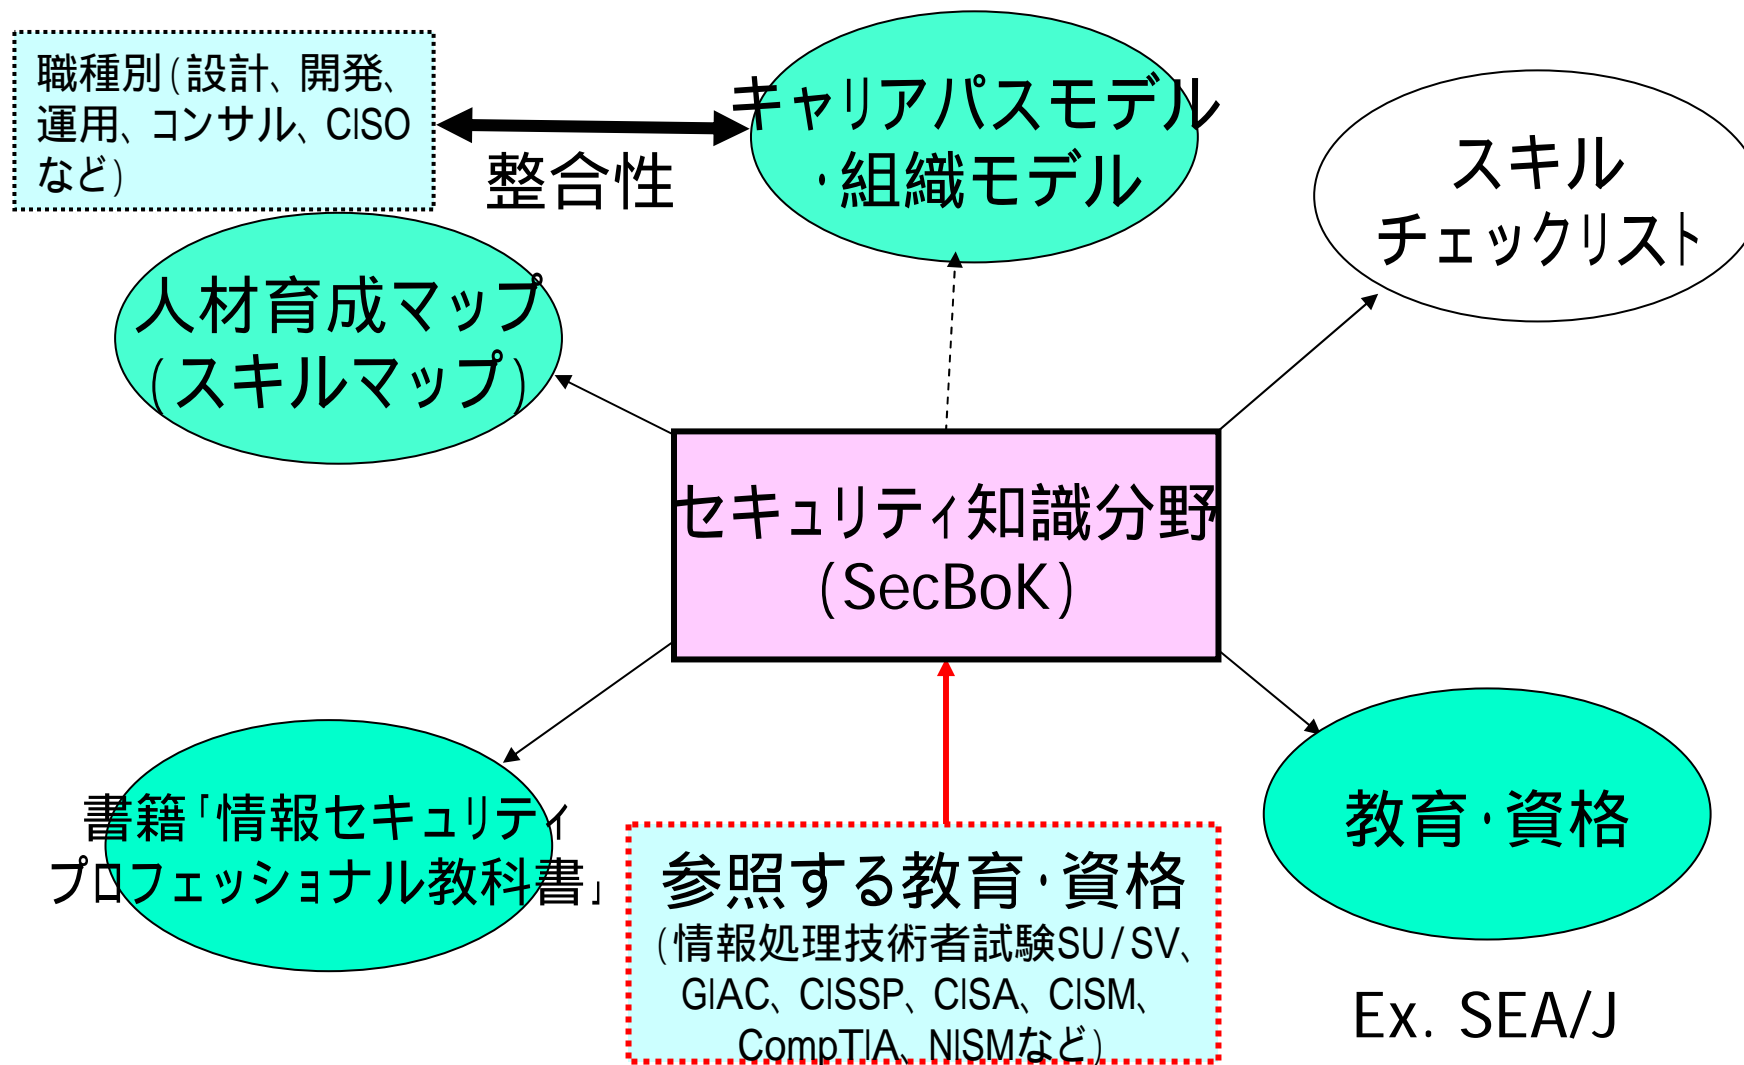 職種別(設計、開発、
運用、コンサル、CISO
など)
整合性
キャリアパスモデル
・組織モデル
スキル
チェックリスト
人材育成マップ
(スキルマップ)
セキュリティ知識分野
(SecBoK)
書籍「情報セキュリティ
プロフェッショナル教科書」
参照する教育・資格
(情報処理技術者試験SU/SV、
GIAC、CISSP、CISA、CISM、
CompTIA、NISMなど)
教育・資格
Ex. SEA/J